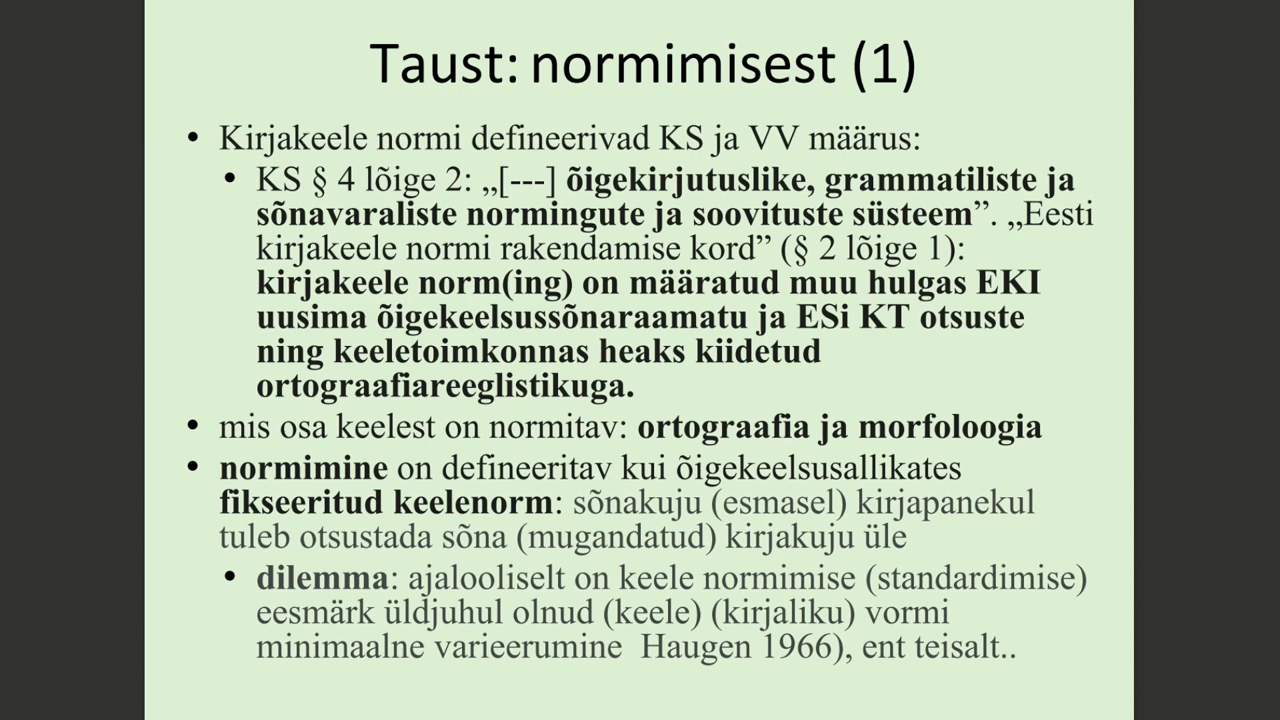 Taust: normimisest (1)
• Kirjakeele normi defineerivad KS ja VV määrus:
• KS § 4 lõige 2: „[---] õigekirjutuslike, grammatiliste ja
sõnavaraliste normingute ja soovituste süsteem”. „Eesti
kirjakeele normi rakendamise kord” (§ 2 lõige 1):
kirjakeele norm(ing) on määratud muu hulgas EKI
uusima õigekeelsussõnaraamatu ja ESi KT otsuste
ning keeletoimkonnas heaks kiidetud
ortograafiareeglistikuga.
• mis osa keelest on normitav: ortograafia ja morfoloogia
• normimine on defineeritav kui õigekeelsusallikates
fikseeritud keelenorm: sõnakuju (esmasel) kirjapanekul
tuleb otsustada sõna (mugandatud) kirjakuju üle
• dilemma: ajalooliselt on keele normimise (standardimise)
eesmärk üldjuhul olnud (keele) (kirjaliku) vormi
minimaalne varieerumine  Haugen 1966), ent teisalt..